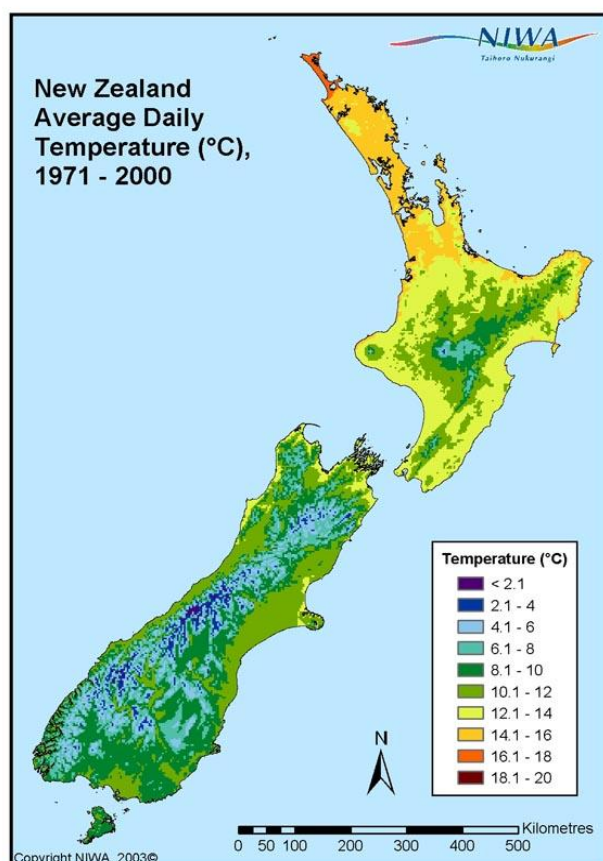 NIWA
Taihoro Nukurangi
New Zealand
Average Daily
Temperature (°C),
1971 - 2000
Temperature (°C)
< 2.1
2.1 - 4
4.1 - 6
6.1 - 8
8.1 - 10
10.1 - 12
12.1 - 14
14.1 - 16
16.1 - 18
18.1 - 20
N
Kilometres
0 50 100 200 300 400 500
Copyright NIWA, 2003©